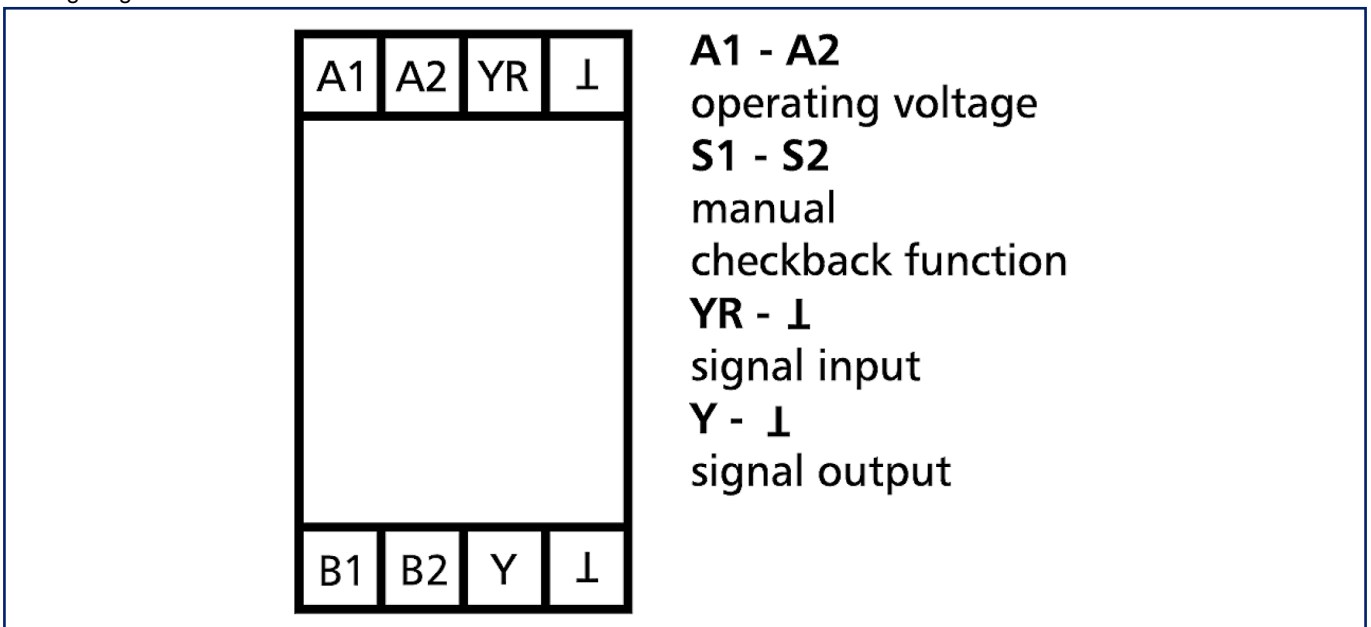 A1 A2 YR ⊥
A1 - A2
operating voltage
S1 - S2
manual
checkback function
YR - ⊥
signal input
Y - ⊥
signal output
B1 B2 Y ⊥